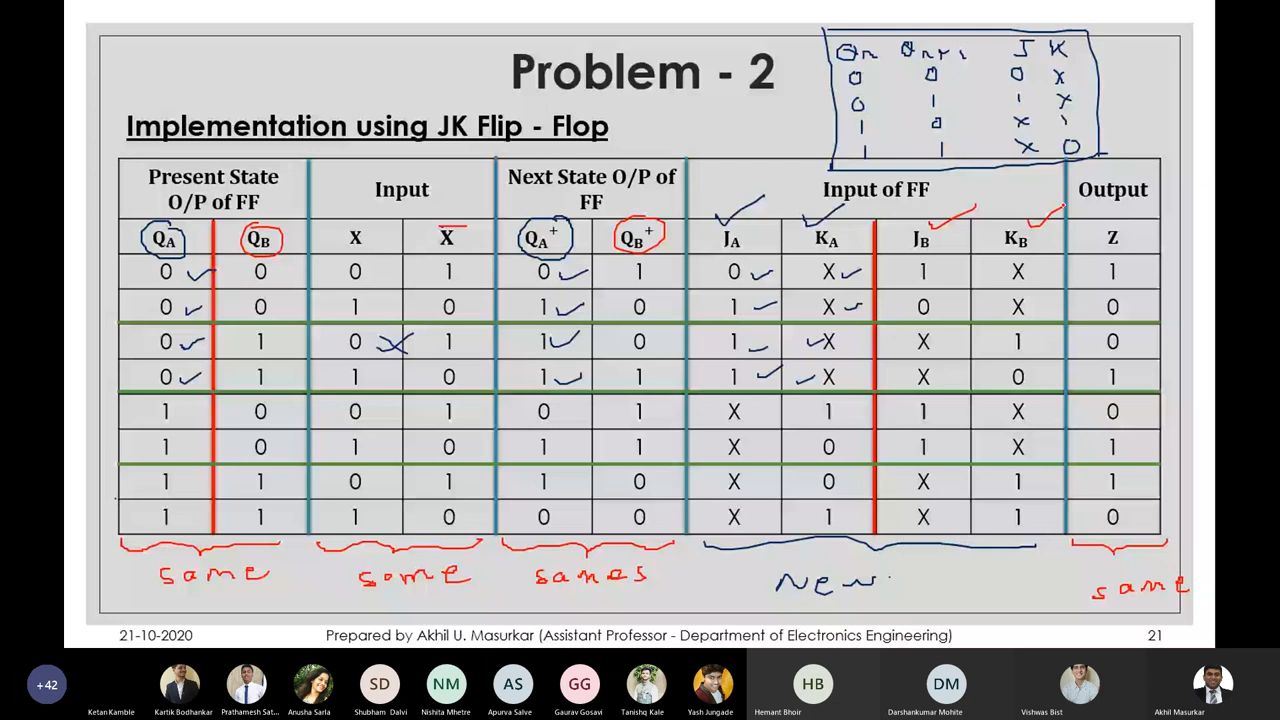 Problem - 2
Qn Qn+1 J K
0 0 0 x
0 1 1 x
1 0 x 1
1 1 x 0
Implementation using JK Flip - Flop
Present State O/P of FF Input Next State O/P of FF Input of FF Output
QA QB X X̅ QA+ QB+ JA KA JB KB Z
0 0 0 1 0 1 0 X 1 X 1
0 0 1 0 1 0 1 X 0 X 0
0 1 0 1 1 0 1 X X 1 0
0 1 1 0 1 1 1 X X 0 1
1 0 0 1 0 1 X 1 1 X 0
1 0 1 0 1 1 X 0 1 X 1
1 1 0 1 1 0 X 0 X 1 1
1 1 1 0 0 0 X 1 X 1 0
same same sames New same
21-10-2020 Prepared by Akhil U. Masurkar (Assistant Professor - Department of Electronics Engineering) 21
+42 SD NM AS GG HB DM
Ketan Kamble Kartik Bodhankar Prathamesh Sat... Anusha Sarla Shubham Dalvi Nishita Mhetre Apurva Salve Gaurav Gosavi Tanishq Kale Yash Jungade Hemant Bhoir Darshankumar Mohite Vishwas Bist Akhil Masurkar